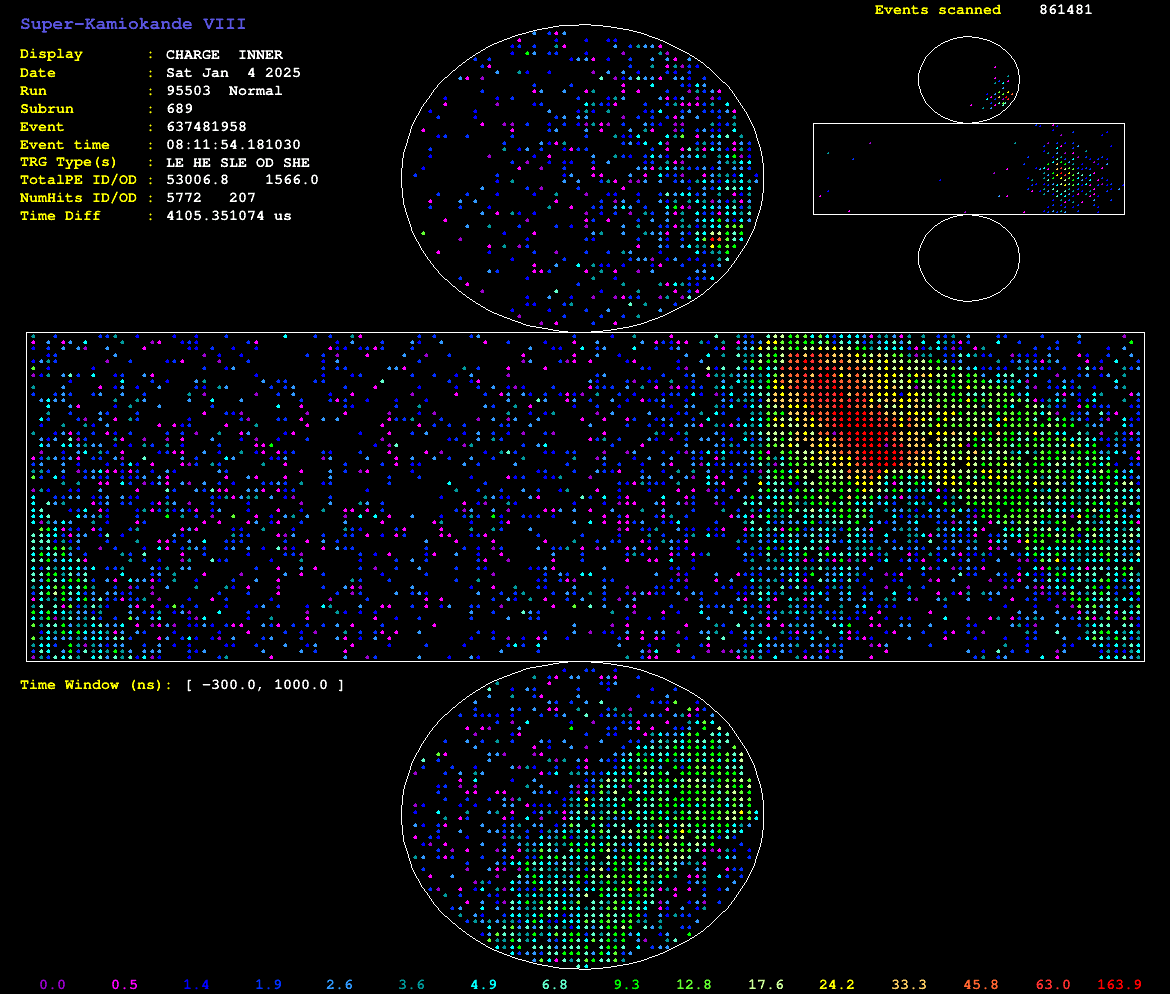 Super-Kamiokande VIII
Events scanned 861481
Display : CHARGE INNER
Date : Sat Jan 4 2025
Run : 95503 Normal
Subrun : 689
Event : 637481958
Event time : 08:11:54.181030
TRG Type(s) : LE HE SLE OD SHE
TotalPE ID/OD : 53006.8 1566.0
NumHits ID/OD : 5772 207
Time Diff : 4105.351074 us
Time Window (ns): [ -300.0, 1000.0 ]
0.0 0.5 1.4 1.9 2.6 3.6 4.9 6.8 9.3 12.8 17.6 24.2 33.3 45.8 63.0 163.9